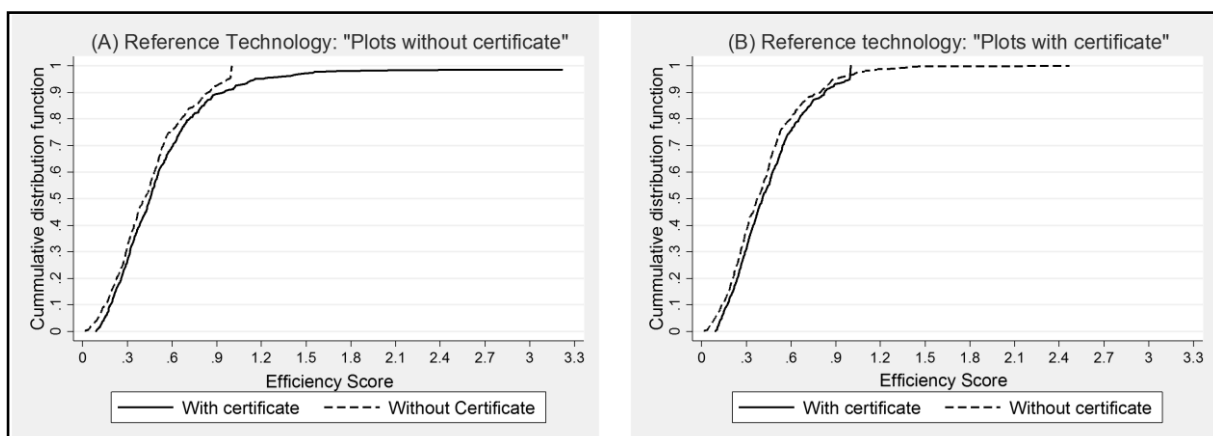 (A) Reference Technology: "Plots without certificate"
Cummulative distribution function
1
.9
.8
.7
.6
.5
.4
.3
.2
.1
0
0 .3 .6 .9 1.2 1.5 1.8 2.1 2.4 2.7 3 3.3
Efficiency Score
With certificate Without Certificate
(B) Reference technology: "Plots with certificate"
Cummulative distribution function
1
.9
.8
.7
.6
.5
.4
.3
.2
.1
0
0 .3 .6 .9 1.2 1.5 1.8 2.1 2.4 2.7 3 3.3
Efficiency Score
With certificate Without certificate